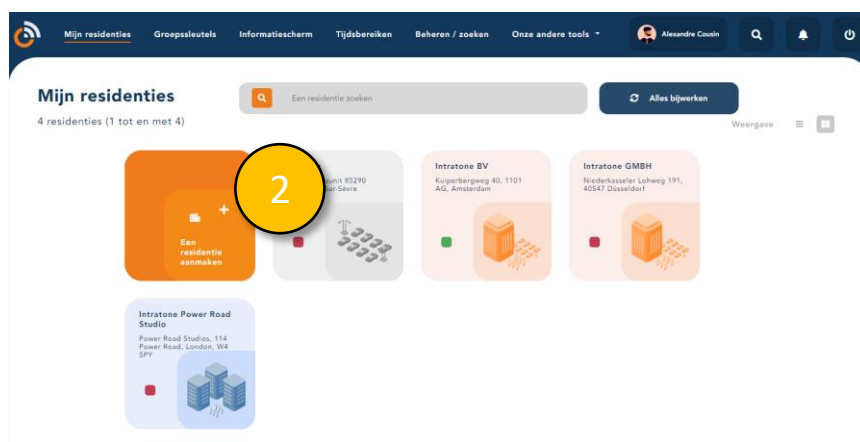 Mijn residenties Groepssleutels Informatiescherm Tijdsbereiken Beheren / zoeken Onze andere tools Alexandre Cousin
Mijn residenties
Een residentie zoeken
Alles bijwerken
4 residenties (1 tot en met 4)
Weergave
Een
residentie
aanmaken
2
85290
Sur-Sèvre
Intratone BV
Kuiperbergweg 40, 1101
AG, Amsterdam
Intratone GMBH
Niederkasseler Lohweg 191,
40547 Düsseldorf
Intratone Power Road
Studio
Power Road Studios, 114
Power Road, London, W4
5PY